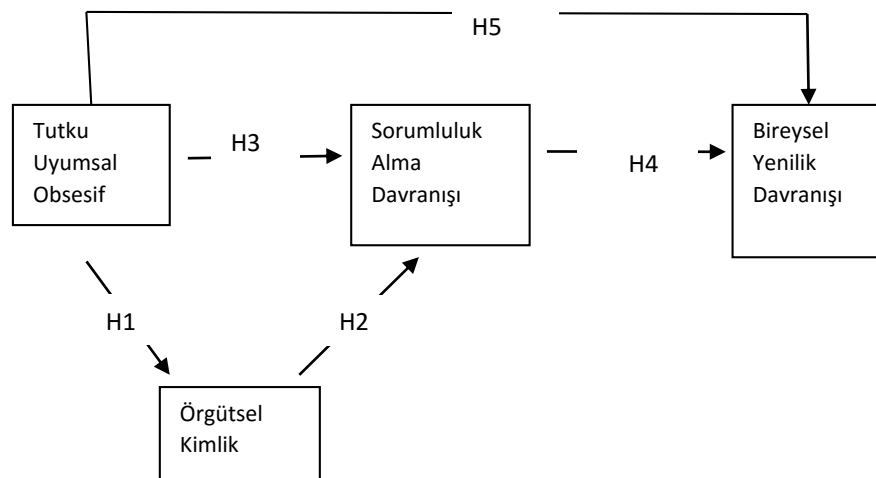 H5
Tutku
Uyumsal
Obsesif
H3
Sorumluluk
Alma
Davranışı
H4
Bireysel
Yenilik
Davranışı
H1
H2
Örgütsel
Kimlik